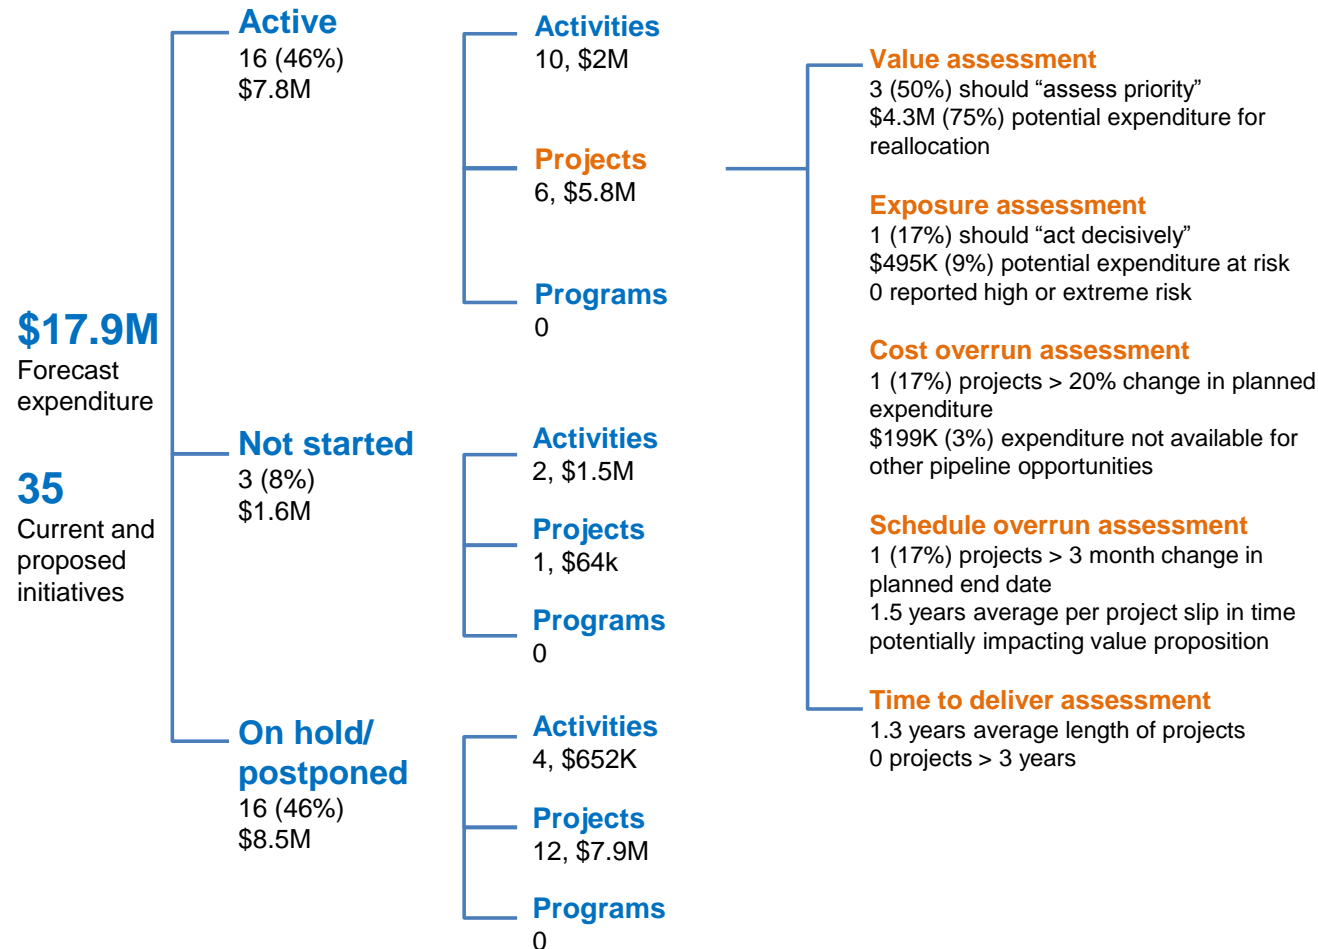 $17.9M
Forecast
expenditure
35
Current and
proposed
initiatives
Active
16 (46%)
$7.8M
Activities
10, $2M
Projects
6, $5.8M
Programs
0
Not started
3 (8%)
$1.6M
Activities
2, $1.5M
Projects
1, $64k
Programs
0
On hold/
postponed
16 (46%)
$8.5M
Activities
4, $652K
Projects
12, $7.9M
Programs
0
Value assessment
3 (50%) should “assess priority”
$4.3M (75%) potential expenditure for
reallocation
Exposure assessment
1 (17%) should “act decisively”
$495K (9%) potential expenditure at risk
0 reported high or extreme risk
Cost overrun assessment
1 (17%) projects > 20% change in planned
expenditure
$199K (3%) expenditure not available for
other pipeline opportunities
Schedule overrun assessment
1 (17%) projects > 3 month change in
planned end date
1.5 years average per project slip in time
potentially impacting value proposition
Time to deliver assessment
1.3 years average length of projects
0 projects > 3 years